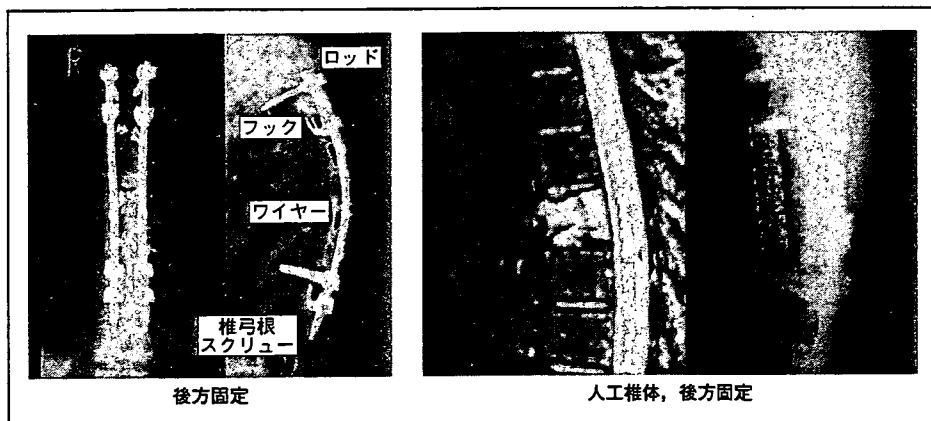 R
ロッド
フック
ワイヤー
椎弓根
スクリュー
後方固定
人工椎体，後方固定